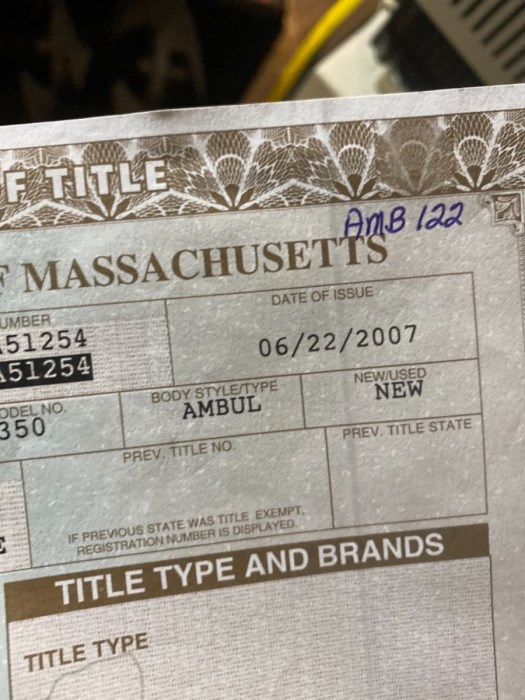 F TITLE
AMB 122
F MASSACHUSETTS
UMBER
DATE OF ISSUE
51254
06/22/2007
51254
ODEL NO.
BODY STYLE/TYPE
NEW/USED
350
AMBUL
NEW
PREV. TITLE NO.
PREV. TITLE STATE
E
IF PREVIOUS STATE WAS TITLE EXEMPT,
REGISTRATION NUMBER IS DISPLAYED.
TITLE TYPE AND BRANDS
TITLE TYPE